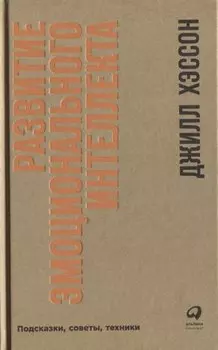 ДЖИЛЛ ХЭССОН
РАЗВИТИЕ
ЭМОЦИОНАЛЬНОГО
ИНТЕЛЛЕКТА
Подсказки, советы, техники